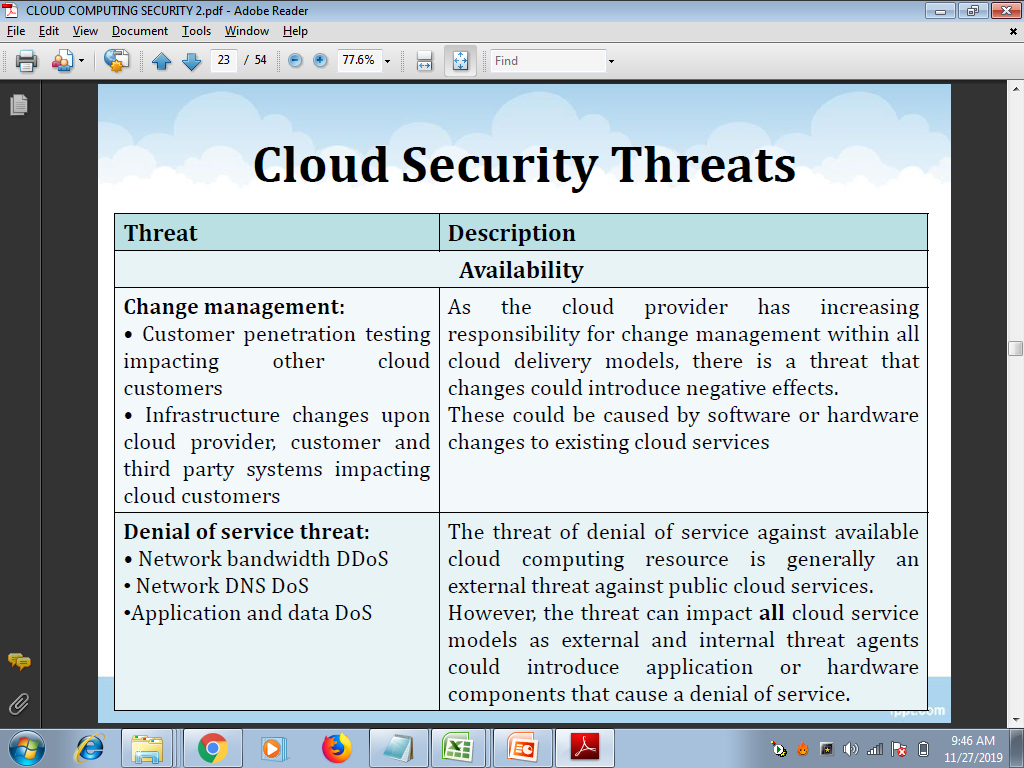 CLOUD COMPUTING SECURITY 2.pdf - Adobe Reader
File Edit View Document Tools Window Help
23 / 54 77.6% Find
Cloud Security Threats
Threat
Description
Availability
Change management:
• Customer penetration testing
impacting other cloud
customers
• Infrastructure changes upon
cloud provider, customer and
third party systems impacting
cloud customers
As the cloud provider has increasing
responsibility for change management within all
cloud delivery models, there is a threat that
changes could introduce negative effects.
These could be caused by software or hardware
changes to existing cloud services
Denial of service threat:
• Network bandwidth DDoS
• Network DNS DoS
•Application and data DoS
The threat of denial of service against available
cloud computing resource is generally an
external threat against public cloud services.
However, the threat can impact all cloud service
models as external and internal threat agents
could introduce application or hardware
components that cause a denial of service.
9:46 AM
11/27/2019